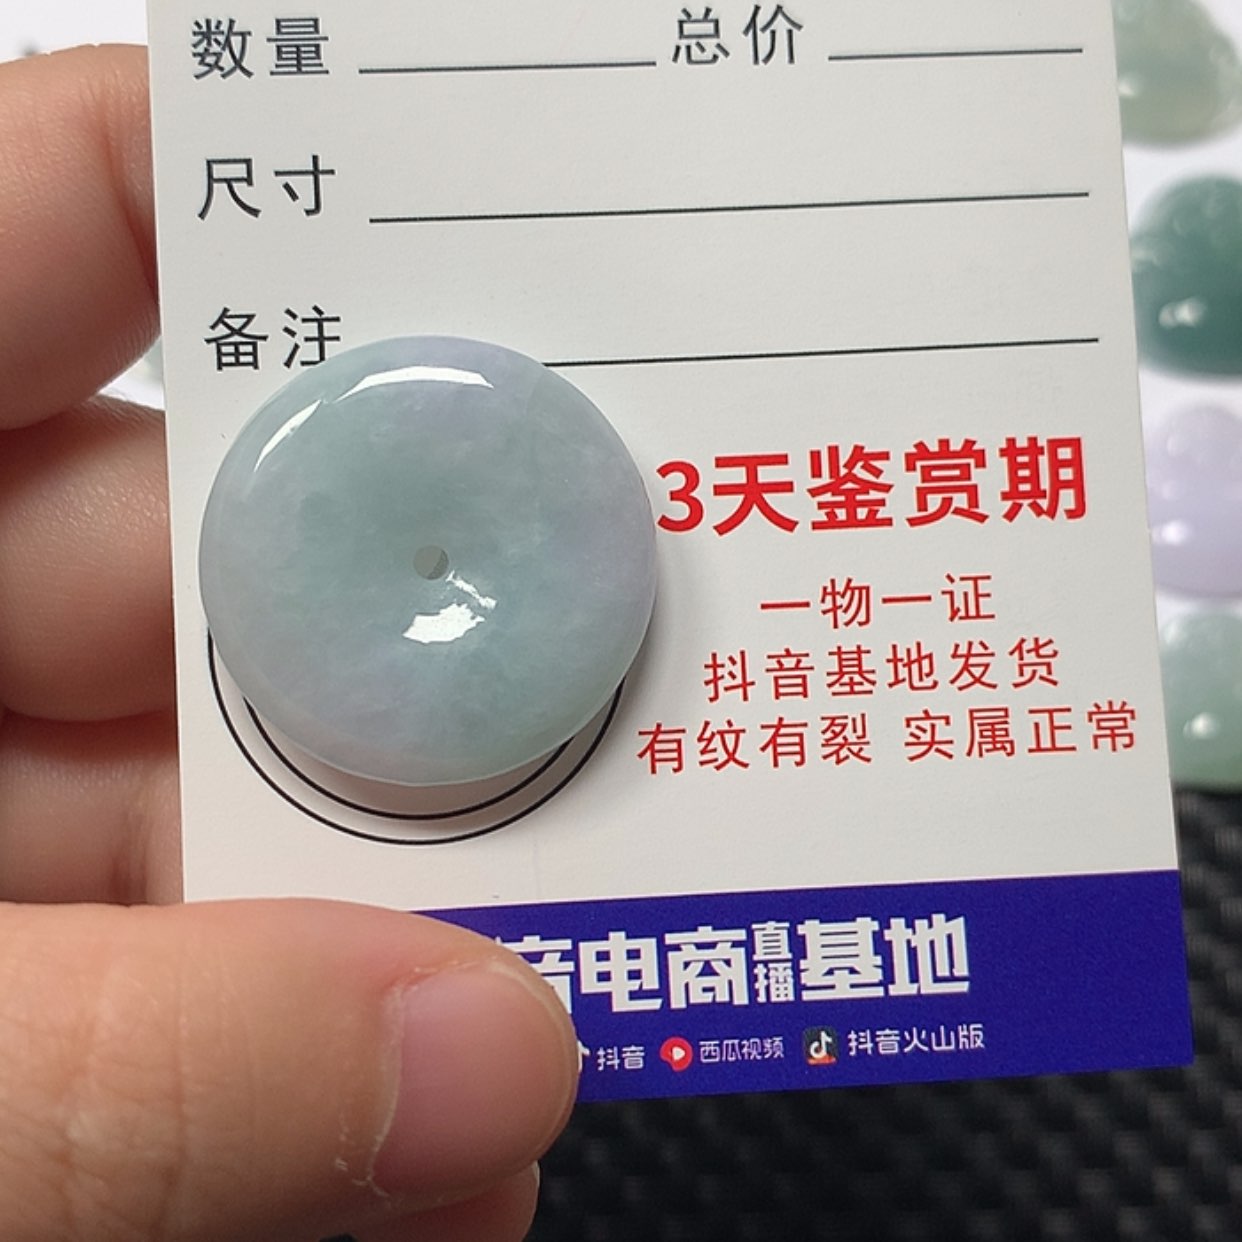 数量 总价
尺寸
备注
3天鉴赏期
一物一证
抖音基地发货
有纹有裂 实属正常
音电商直播基地
抖音 西瓜视频 抖音火山版